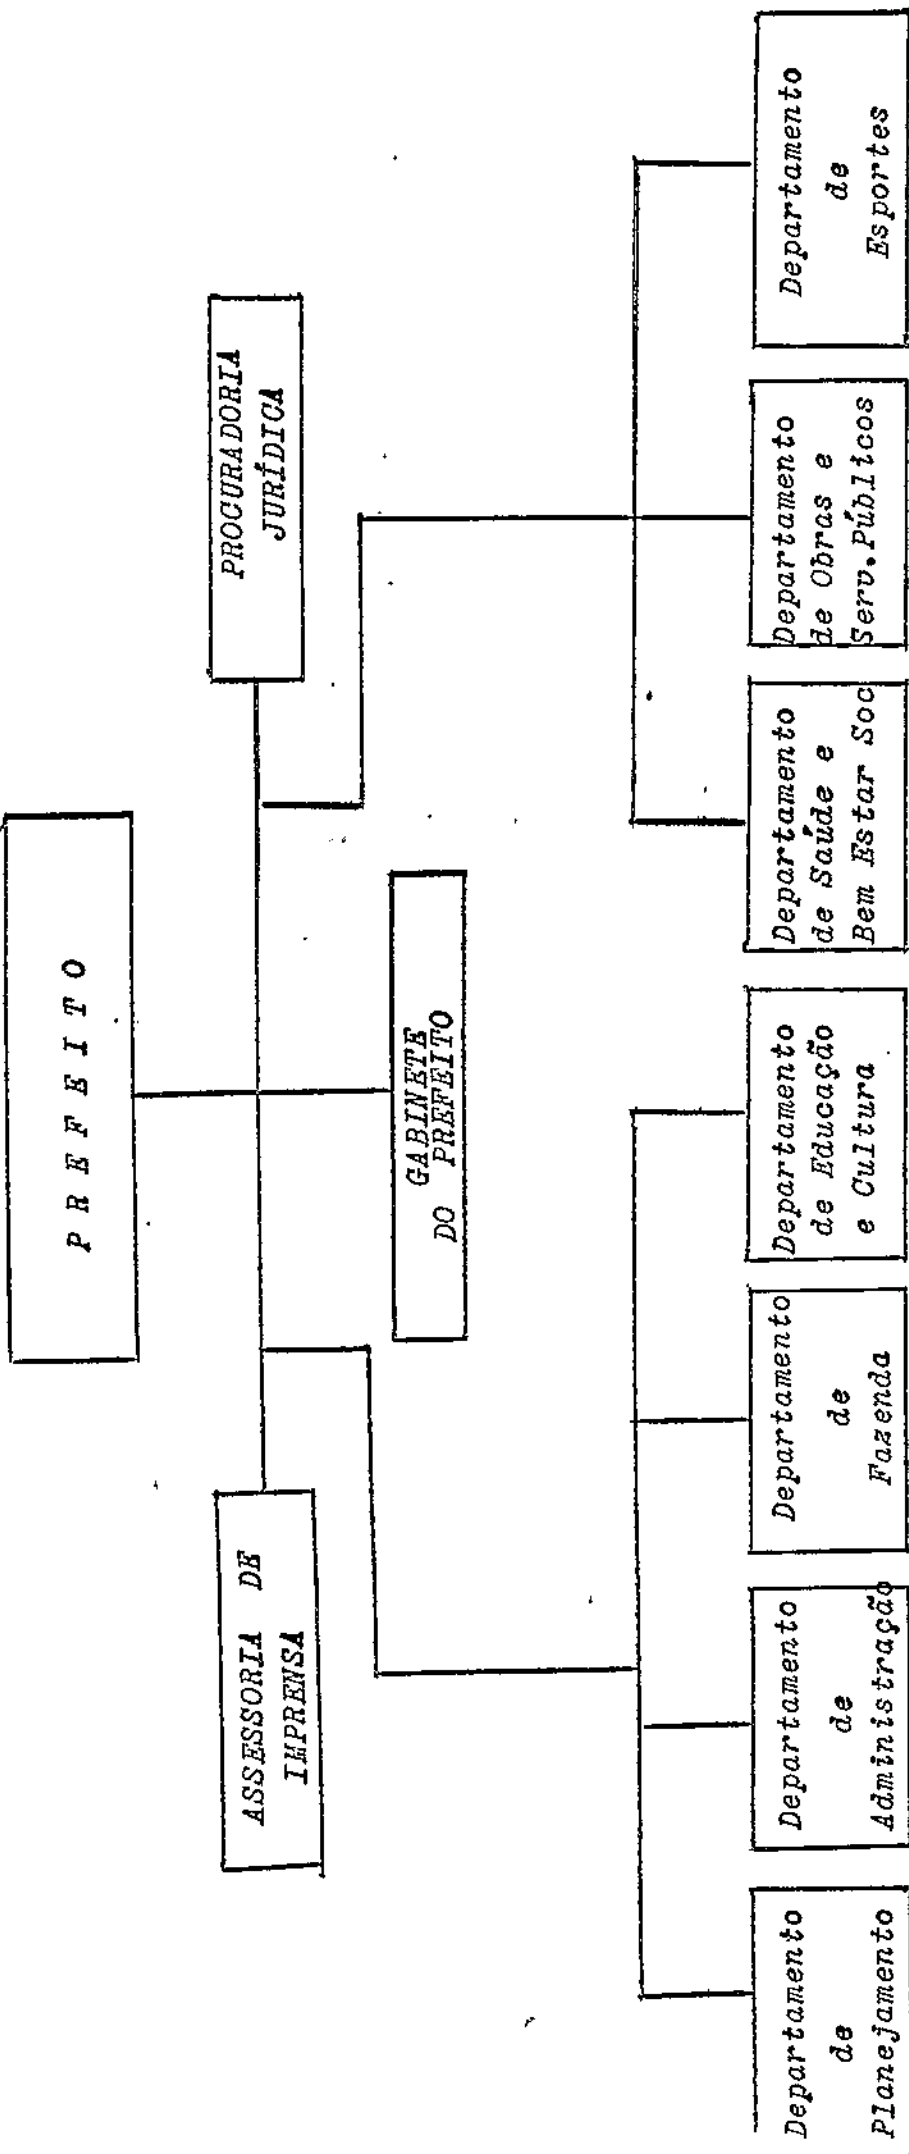 P R E F E I T O
ASSESSORIA DE
IMPRENSA
PROCURADORIA
JURÍDICA
GABINETE
DO PREFEITO
Departamento
de
Planejamento
Departamento
de
Administração
Departamento
de
Fazenda
Departamento
de Educação
e Cultura
Departamento
de Saúde e
Bem Estar Soc
Departamento
de Obras e
Serv.Públicos
Departamento
de
Esportes